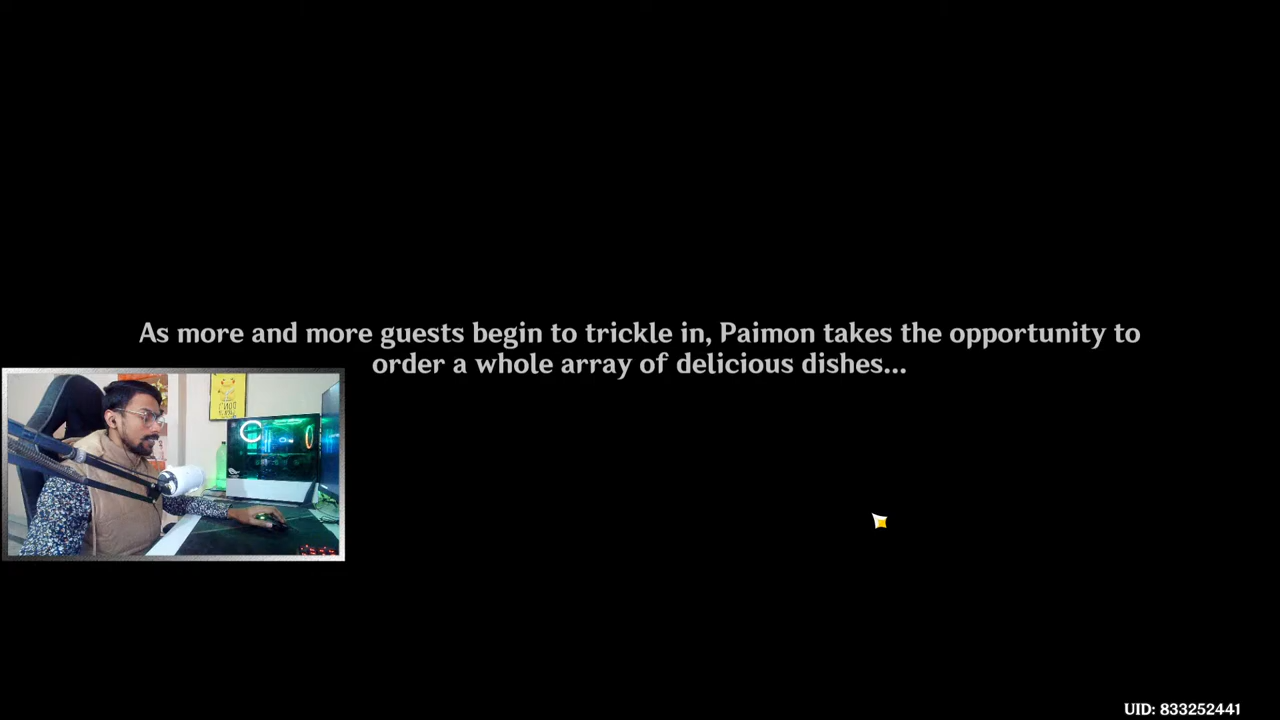 As more and more guests begin to trickle in, Paimon takes the opportunity to
order a whole array of delicious dishes...
UID: 833252441